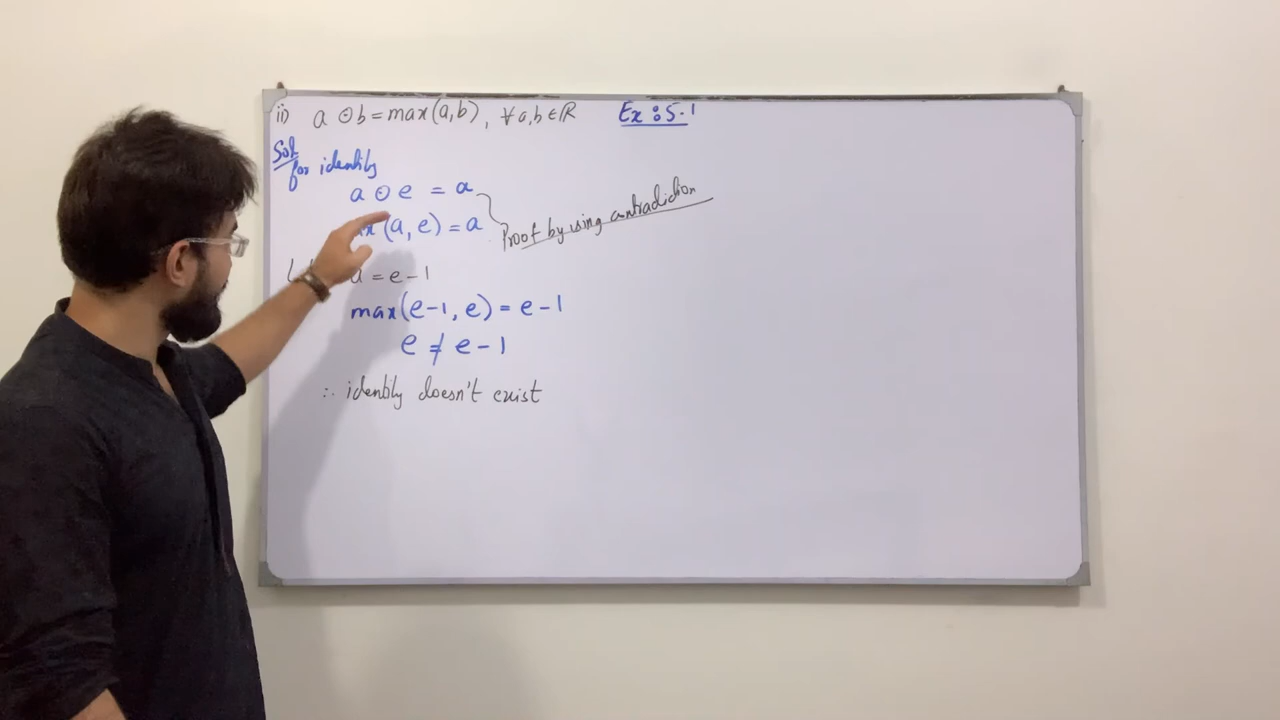 ii) a ⊙ b = max(a,b), ∀ a,b ∈ ℝ Ex : 5.1
Sol
for identity
a ⊙ e = a
(a, e) = a
Proof by using contradiction
a = e - 1
max(e-1, e) = e - 1
e ≠ e - 1
∴ identity doesn't exist